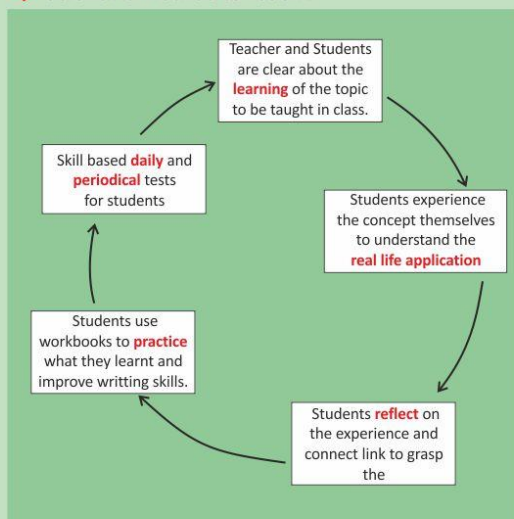 Teacher and Students
are clear about the
learning of the topic
to be taught in class.
Students experience
the concept themselves
to understand the
real life application
Students reflect on
the experience and
connect link to grasp
the
Students use
workbooks to practice
what they learnt and
improve writting skills.
Skill based daily and
periodical tests
for students